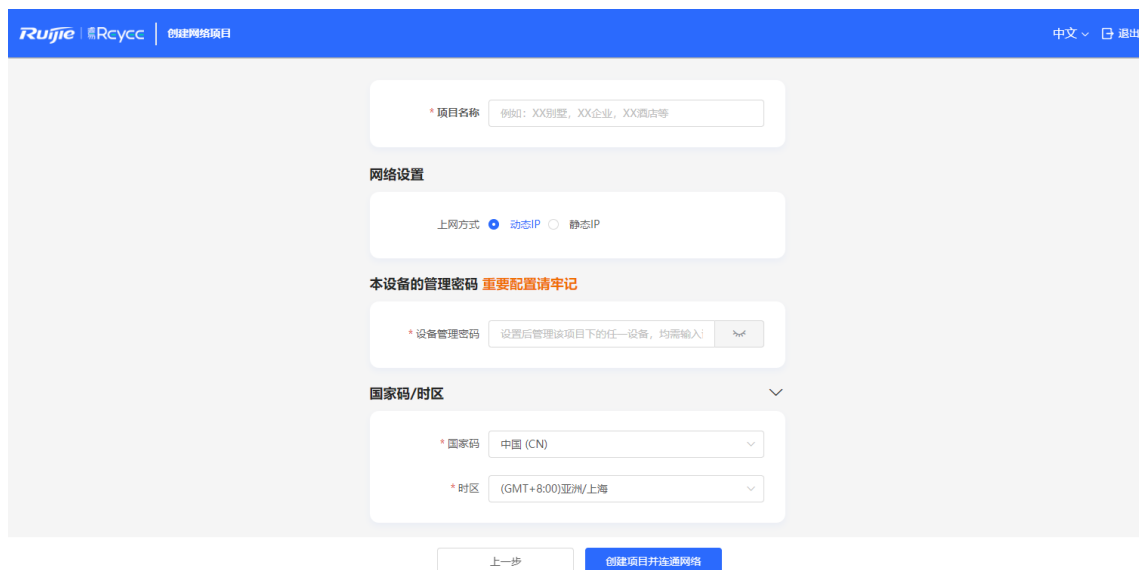 Ruijie | 睿易Rcycc | 创建网络项目 中文 退出
* 项目名称 例如：XX别墅，XX企业，XX酒店等
网络设置
上网方式 动态IP 静态IP
本设备的管理密码 重要配置请牢记
* 设备管理密码 设置后管理该项目下的任一设备，均需输入
国家码/时区
* 国家码 中国 (CN)
* 时区 (GMT+8:00)亚洲/上海
上一步 创建项目并连通网络